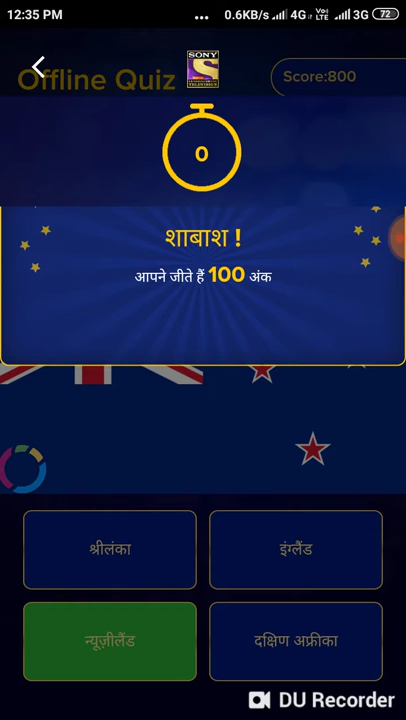 12:35 PM ... 0.6KB/s 4G VoLTE 3G 72
SONY
Offline Quiz
Score:800
TELEVISION
0
शाबाश !
आपने जीते हैं 100 अंक
श्रीलंका इंग्लैंड
न्यूज़ीलैंड दक्षिण अफ्रीका
DU Recorder